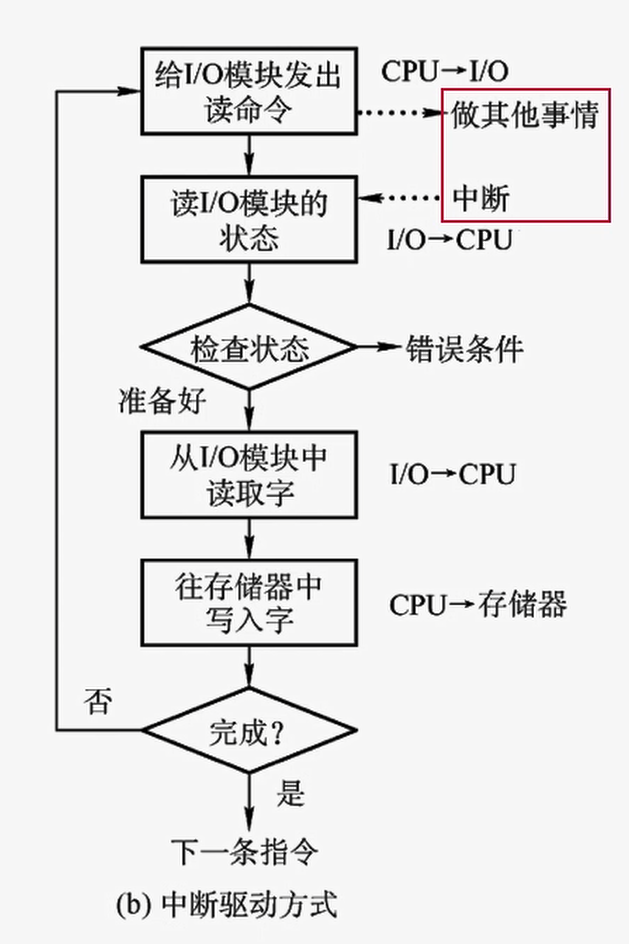 给I/O模块发出
读命令
CPU→I/O
做其他事情
读I/O模块的
状态
中断
I/O→CPU
检查状态
错误条件
准备好
从I/O模块中
读取字
I/O→CPU
往存储器中
写入字
CPU→存储器
否
完成?
是
下一条指令
(b) 中断驱动方式